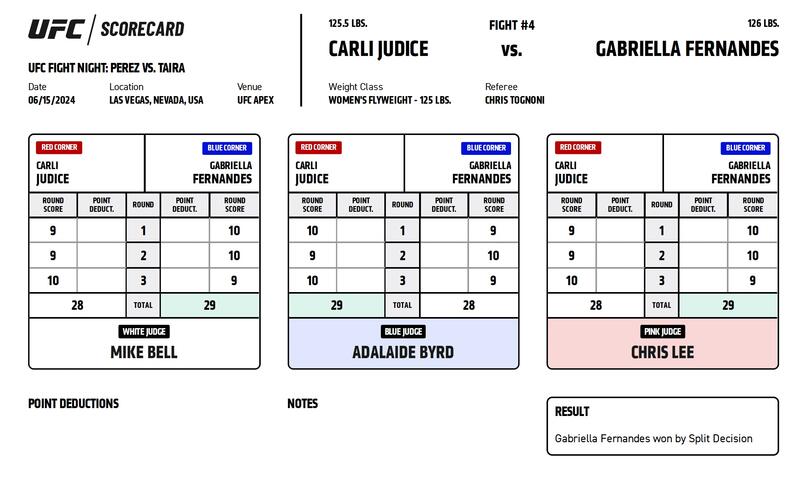 UFC SCORECARD
UFC FIGHT NIGHT: PEREZ VS. TAIRA
Date Location Venue
06/15/2024 LAS VEGAS, NEVADA, USA UFC APEX
125.5 LBS. FIGHT #4 126 LBS.
CARLI JUDICE VS. GABRIELLA FERNANDES
Weight Class Referee
WOMEN'S FLYWEIGHT - 125 LBS. CHRIS TOGNONI
RED CORNER BLUE CORNER
CARLI GABRIELLA
JUDICE FERNANDES
ROUND SCORE POINT DEDUCT. ROUND POINT DEDUCT. ROUND SCORE
9 1 10
9 2 10
10 3 9
28 TOTAL 29
WHITE JUDGE
MIKE BELL
RED CORNER BLUE CORNER
CARLI GABRIELLA
JUDICE FERNANDES
ROUND SCORE POINT DEDUCT. ROUND POINT DEDUCT. ROUND SCORE
10 1 9
9 2 10
10 3 9
29 TOTAL 28
BLUE JUDGE
ADALAIDE BYRD
RED CORNER BLUE CORNER
CARLI GABRIELLA
JUDICE FERNANDES
ROUND SCORE POINT DEDUCT. ROUND POINT DEDUCT. ROUND SCORE
9 1 10
9 2 10
10 3 9
28 TOTAL 29
PINK JUDGE
CHRIS LEE
POINT DEDUCTIONS
NOTES
RESULT
Gabriella Fernandes won by Split Decision